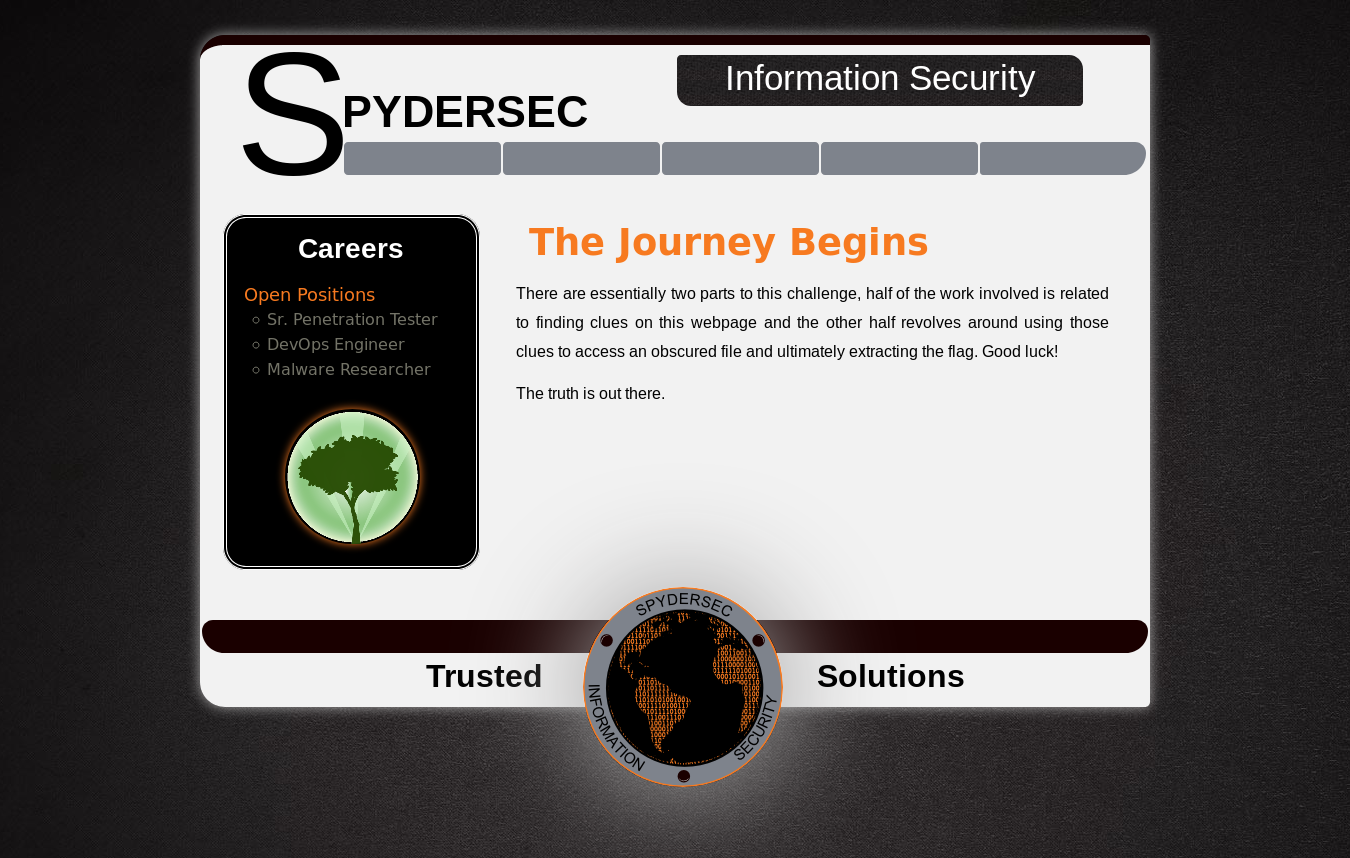 SPYDERSEC
Information Security
Careers
Open Positions
Sr. Penetration Tester
DevOps Engineer
Malware Researcher
The Journey Begins
There are essentially two parts to this challenge, half of the work involved is related
to finding clues on this webpage and the other half revolves around using those
clues to access an obscured file and ultimately extracting the flag. Good luck!
The truth is out there.
Trusted
SPYDERSEC
INFORMATION
SECURITY
Solutions